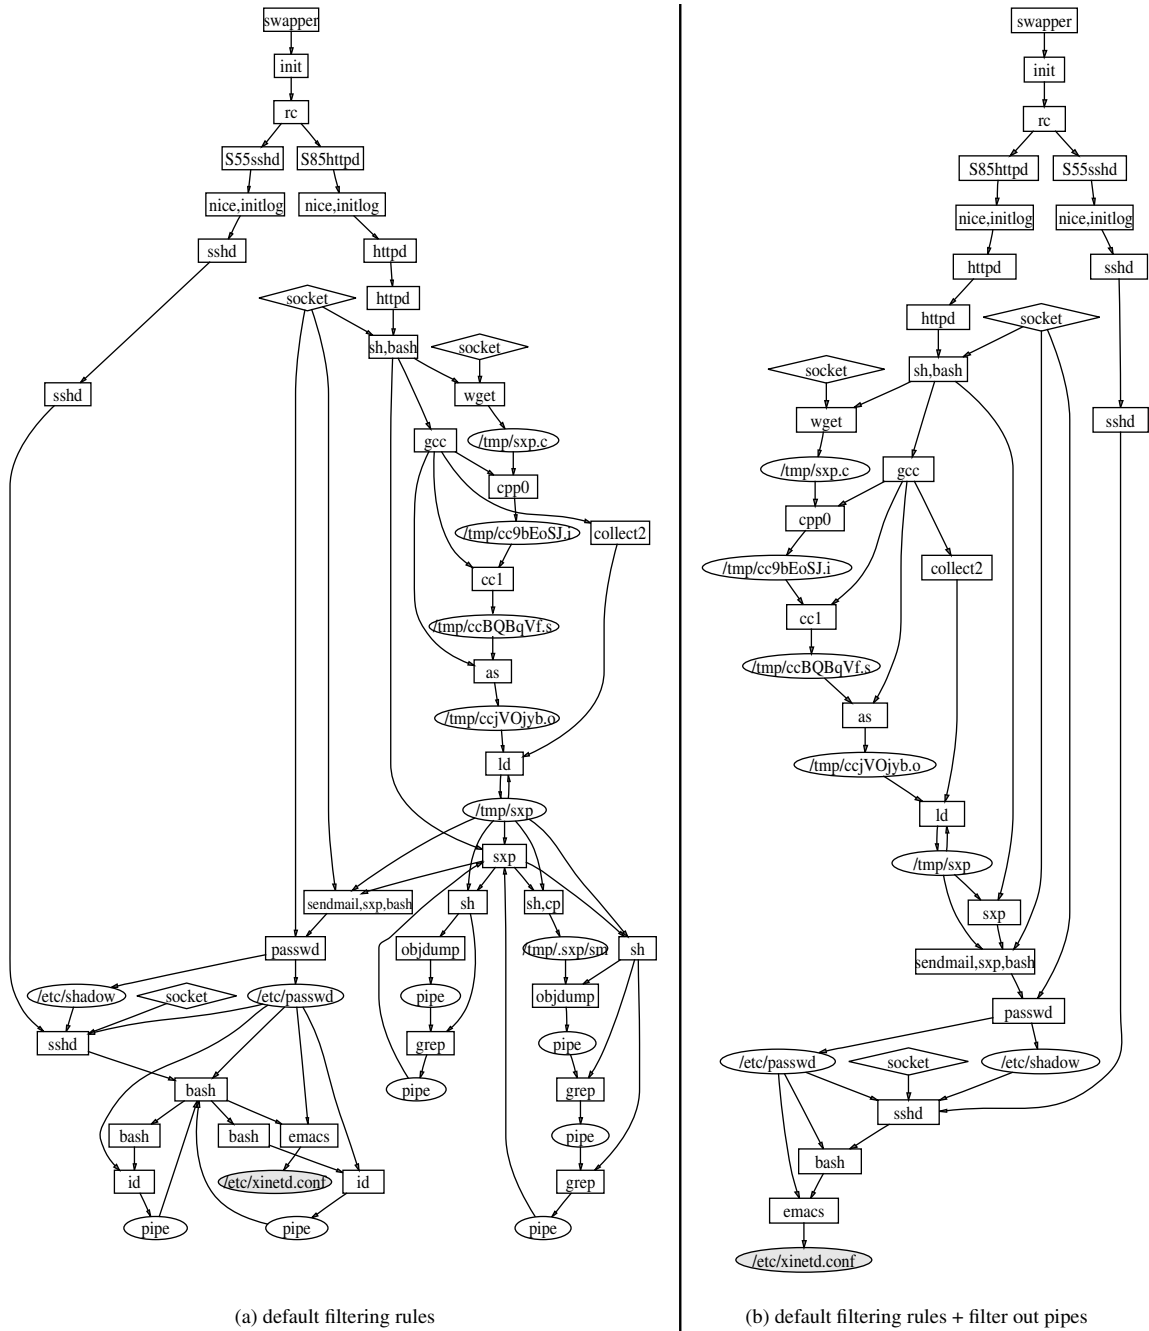 swapper
init
rc
S55sshd
S85httpd
nice,initlog
nice,initlog
sshd
httpd
socket
httpd
sh,bash
socket
sshd
wget
gcc
/tmp/sxp.c
cpp0
/tmp/cc9bEoSJ.i
collect2
cc1
/tmp/ccBQBqVf.s
as
/tmp/ccjVOjyb.o
ld
/tmp/sxp
sxp
sendmail,sxp,bash
sh
sh,cp
passwd
objdump
/tmp/.sxp/sm
sh
/etc/shadow
socket
/etc/passwd
pipe
objdump
sshd
grep
pipe
bash
pipe
grep
bash
bash
emacs
pipe
id
/etc/xinetd.conf
id
grep
pipe
pipe
pipe
(a) default filtering rules
swapper
init
rc
S85httpd
S55sshd
nice,initlog
nice,initlog
httpd
sshd
httpd
socket
socket
sh,bash
wget
sshd
/tmp/sxp.c
gcc
cpp0
/tmp/cc9bEoSJ.i
collect2
cc1
/tmp/ccBQBqVf.s
as
/tmp/ccjVOjyb.o
ld
/tmp/sxp
sxp
sendmail,sxp,bash
passwd
/etc/passwd
socket
/etc/shadow
sshd
bash
emacs
/etc/xinetd.conf
(b) default filtering rules + filter out pipes